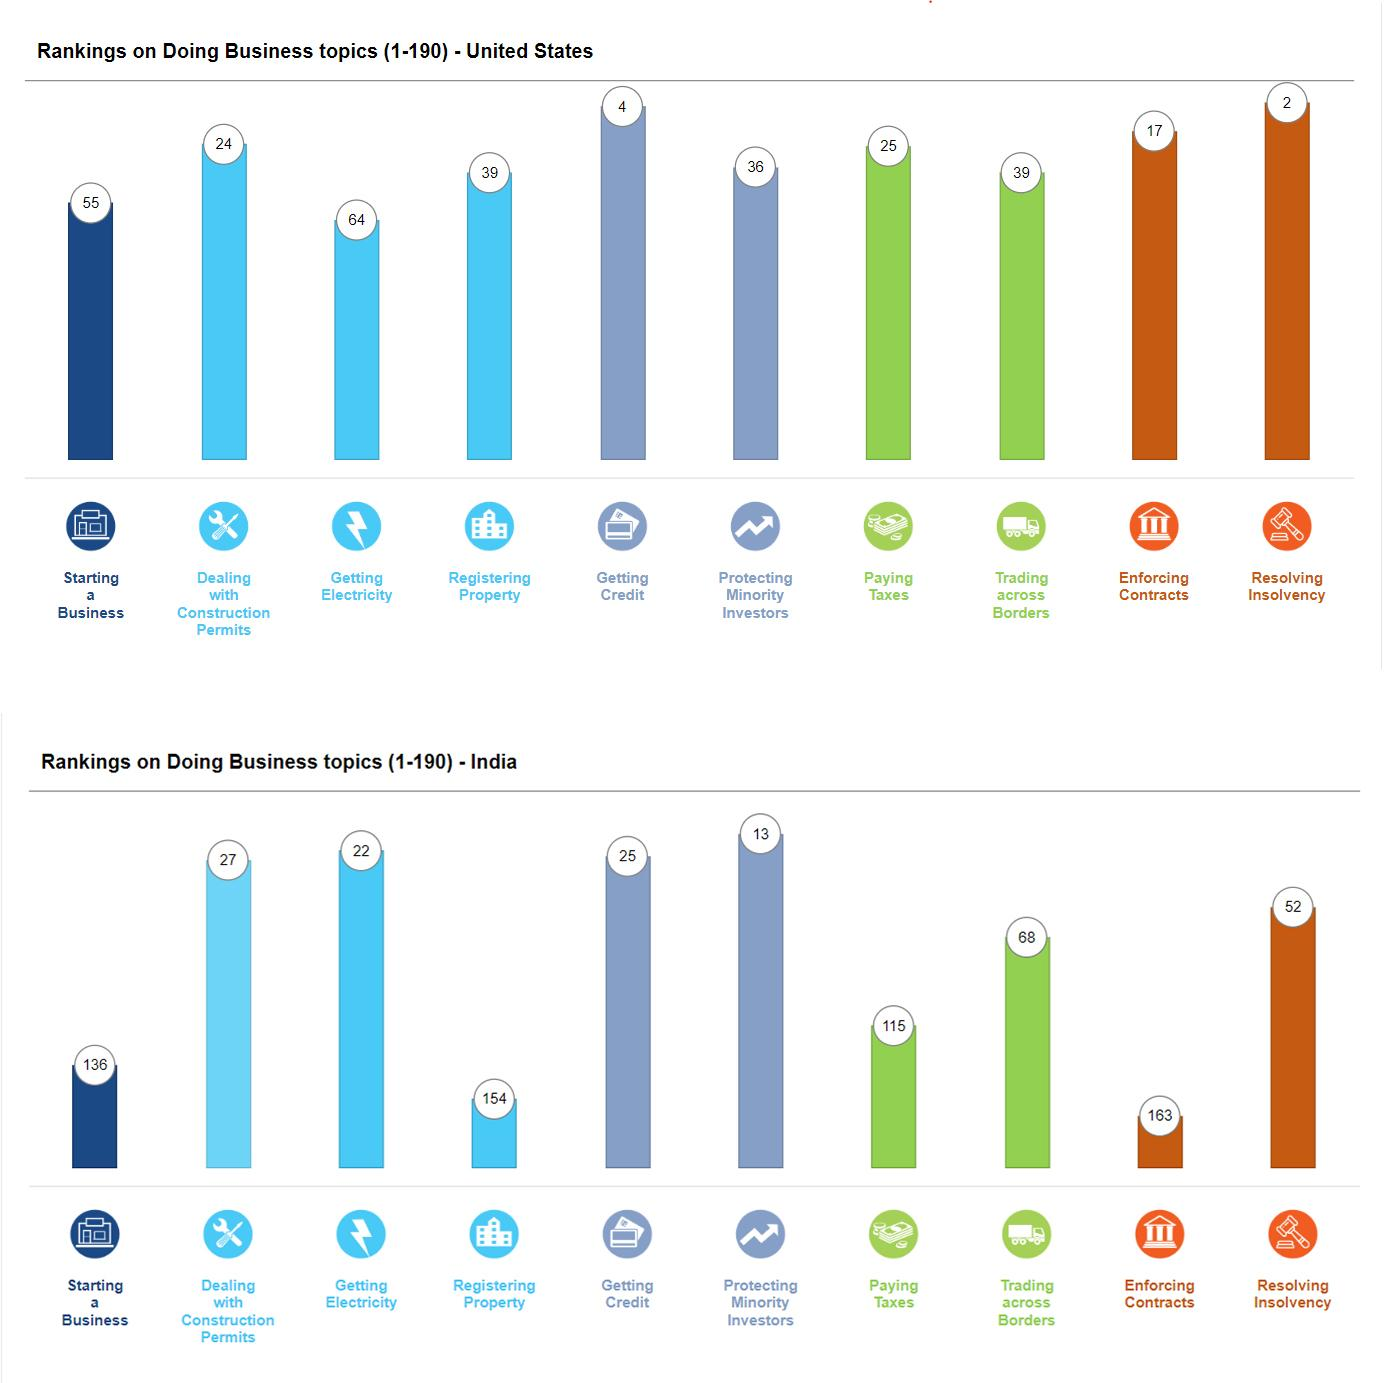 Rankings on Doing Business topics (1-190) - United States
55
24
64
39
4
36
25
39
17
2
Starting
a
Business
Dealing
with
Construction
Permits
Getting
Electricity
Registering
Property
Getting
Credit
Protecting
Minority
Investors
Paying
Taxes
Trading
across
Borders
Enforcing
Contracts
Resolving
Insolvency
Rankings on Doing Business topics (1-190) - India
136
27
22
154
25
13
115
68
163
52
Starting
a
Business
Dealing
with
Construction
Permits
Getting
Electricity
Registering
Property
Getting
Credit
Protecting
Minority
Investors
Paying
Taxes
Trading
across
Borders
Enforcing
Contracts
Resolving
Insolvency